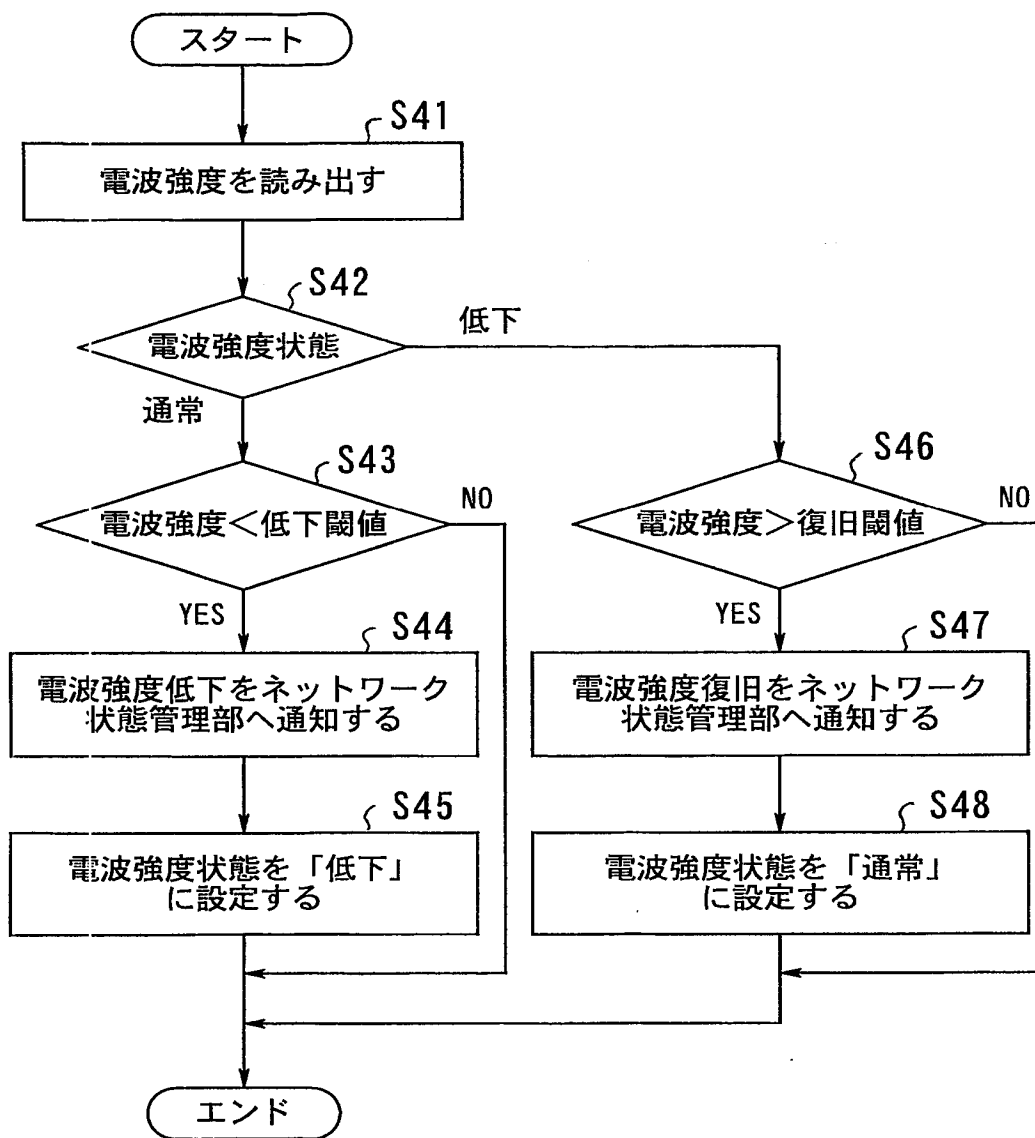 スタート
S41
電波強度を読み出す
S42
電波強度状態
低下
通常
S43
電波強度<低下閾値
NO
YES
S44
電波強度低下をネットワーク
状態管理部へ通知する
S45
電波強度状態を「低下」
に設定する
S46
電波強度>復旧閾値
NO
YES
S47
電波強度復旧をネットワーク
状態管理部へ通知する
S48
電波強度状態を「通常」
に設定する
エンド